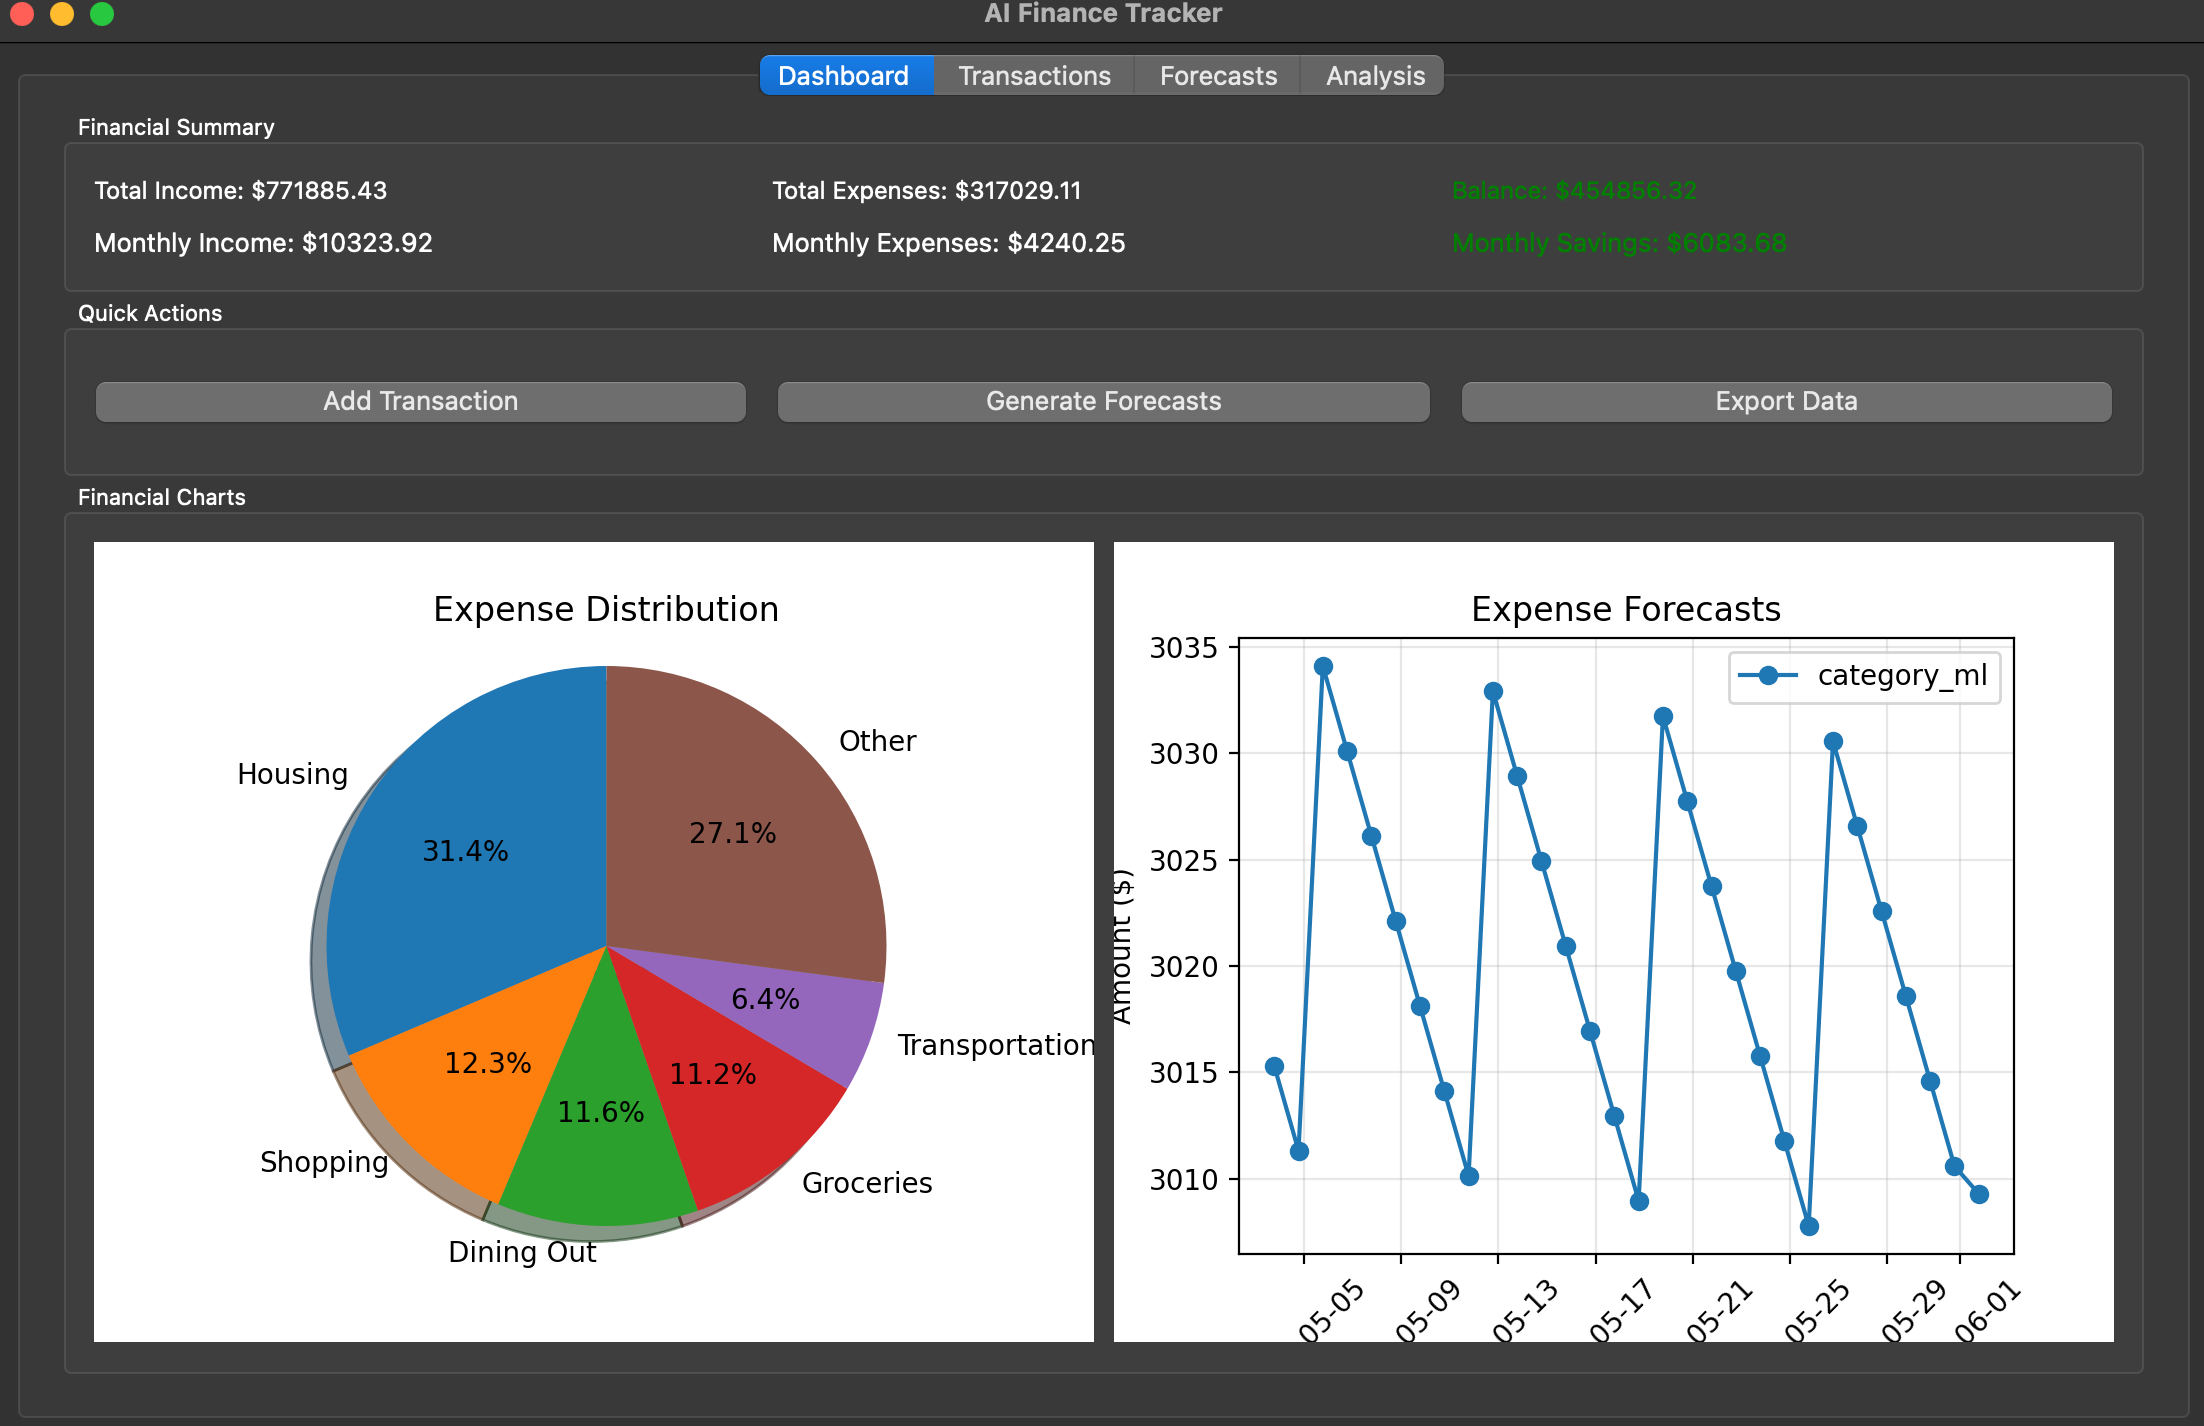 AI Finance Tracker
Dashboard Transactions Forecasts Analysis
Financial Summary
Total Income: $771885.43 Total Expenses: $317029.11 Balance: $454856.32
Monthly Income: $10323.92 Monthly Expenses: $4240.25 Monthly Savings: $6083.68
Quick Actions
Add Transaction Generate Forecasts Export Data
Financial Charts
Expense Distribution
Other
Housing
27.1%
31.4%
6.4%
Transportation
12.3%
11.2%
11.6%
Shopping
Groceries
Dining Out
Expense Forecasts
category_ml
Amount ($)
3035
3030
3025
3020
3015
3010
05-05 05-09 05-13 05-17 05-21 05-25 05-29 06-01